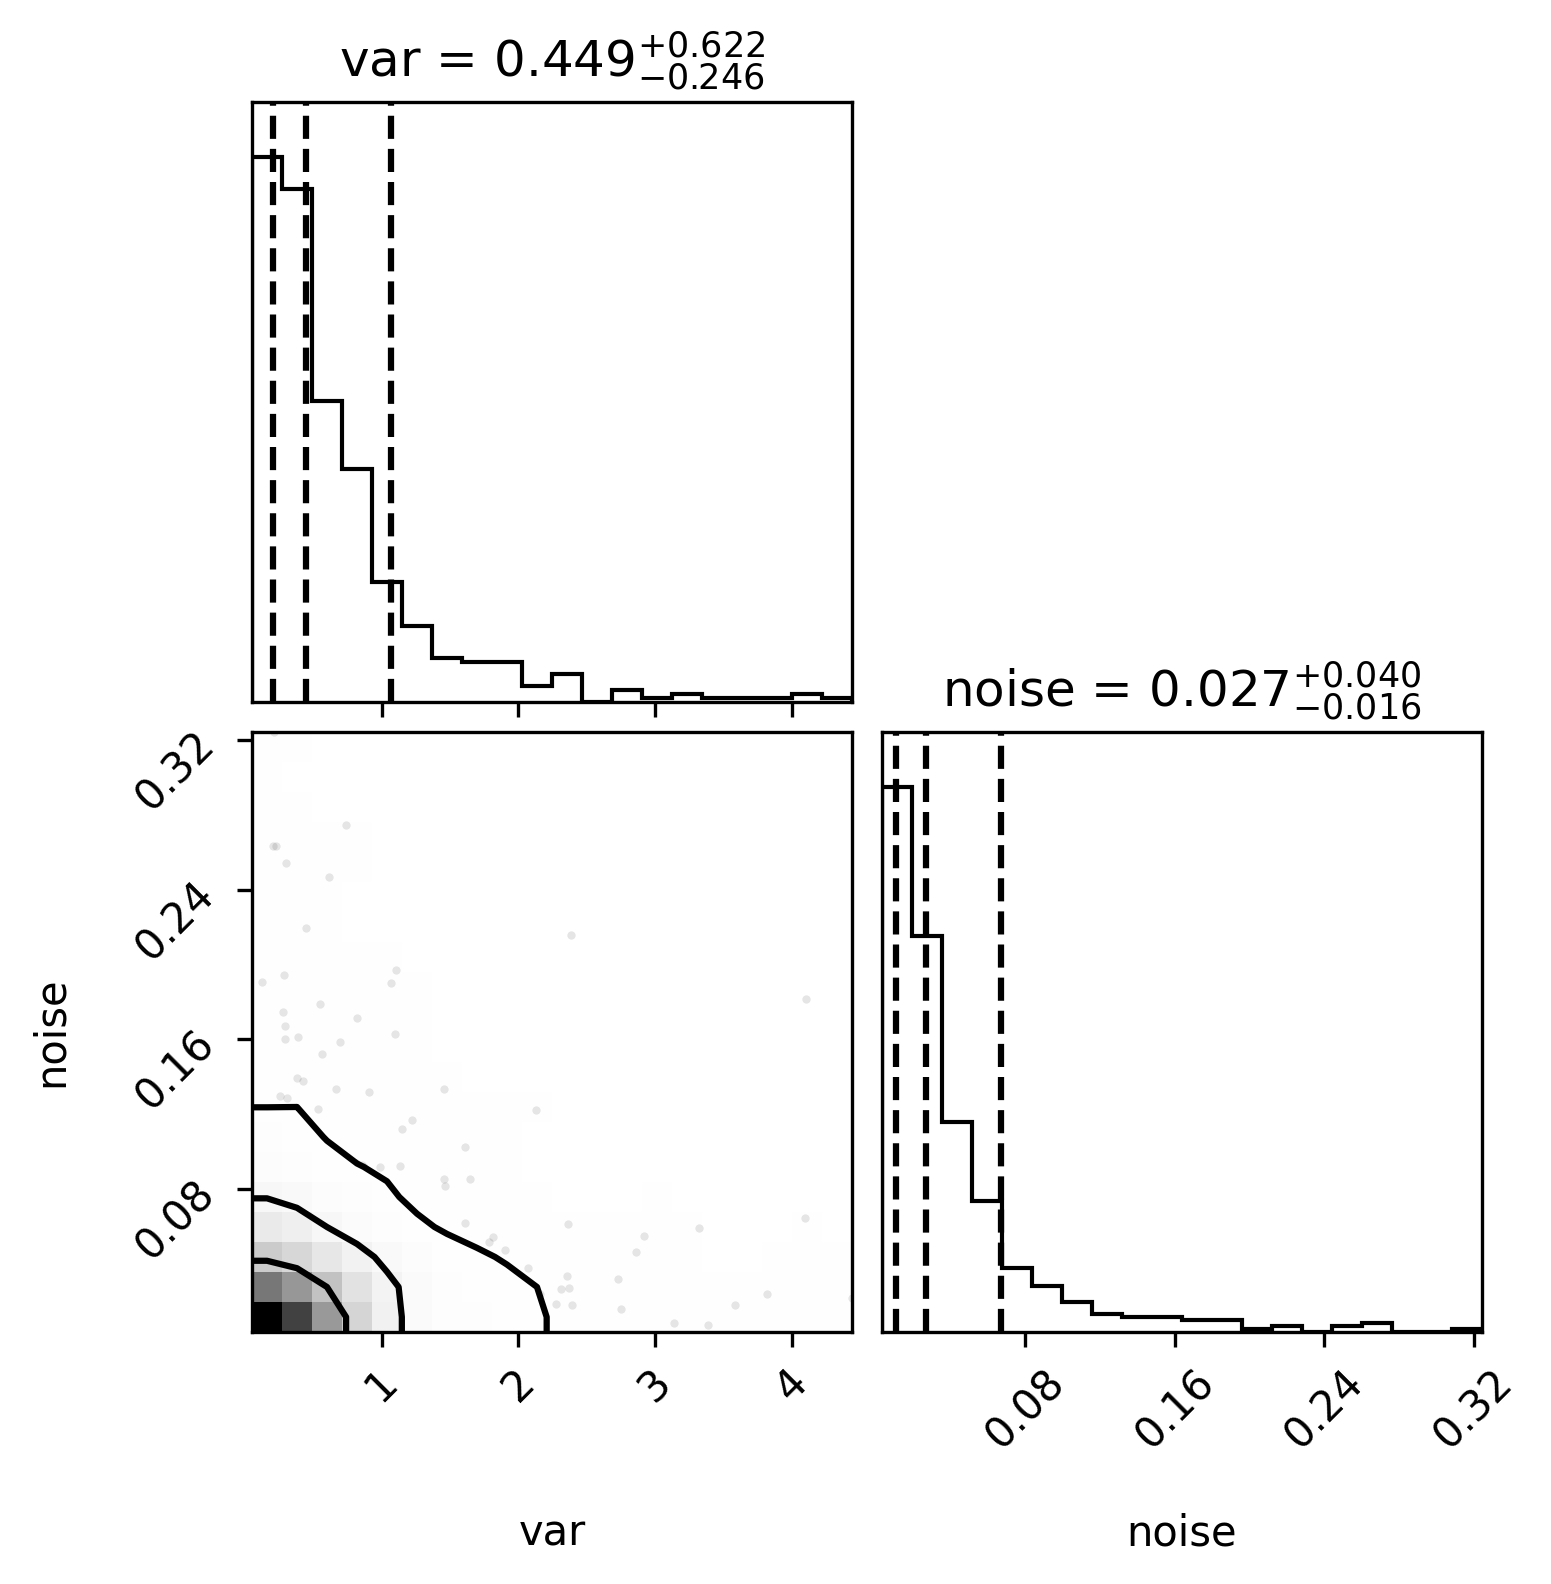 var = 0.449 +0.622 −0.246
noise = 0.027 +0.040 −0.016
0.32
0.24
0.16
0.08
noise
1 2 3 4
0.08 0.16 0.24 0.32
var
noise